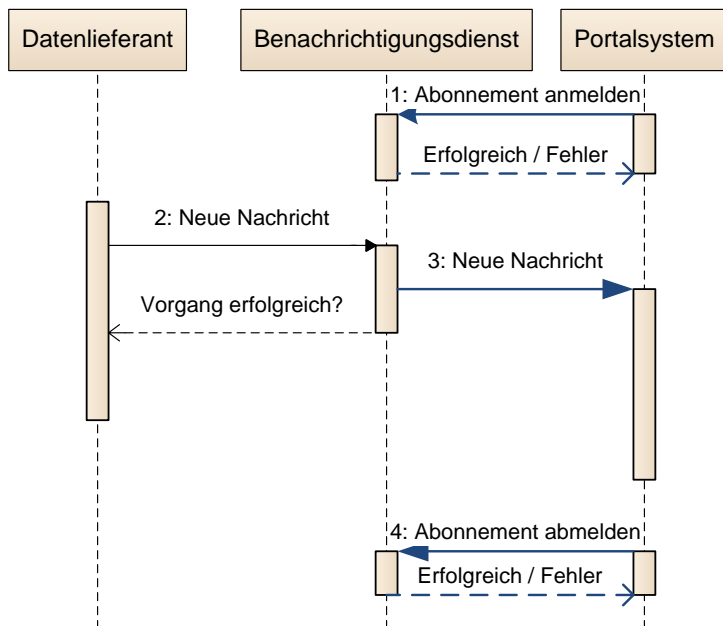 Datenlieferant
Benachrichtigungsdienst
Portalsystem
1: Abonnement anmelden
Erfolgreich / Fehler
2: Neue Nachricht
3: Neue Nachricht
Vorgang erfolgreich?
4: Abonnement abmelden
Erfolgreich / Fehler